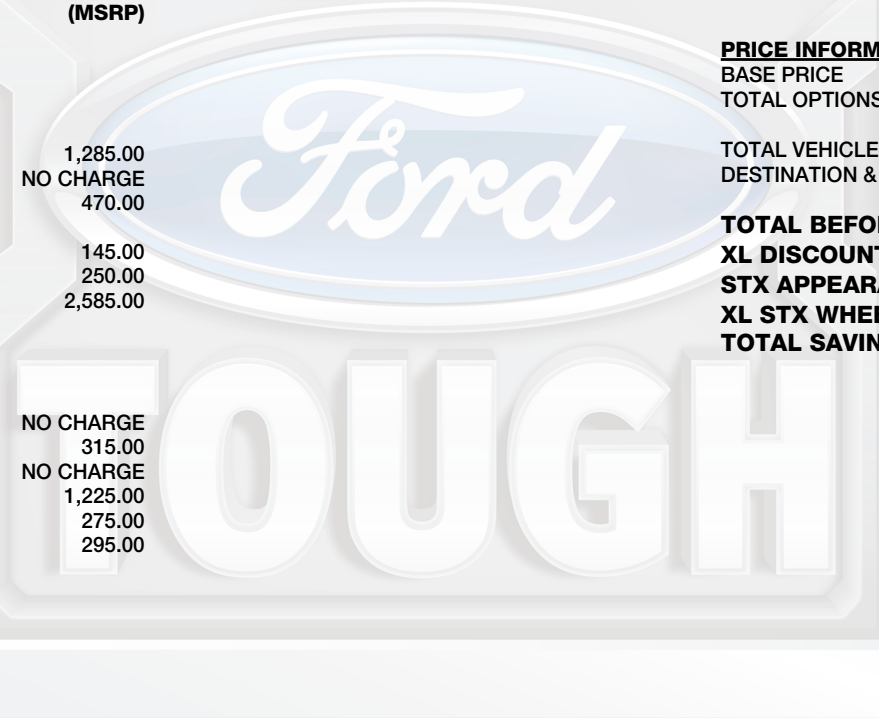 (MSRP)
1,285.00
NO CHARGE
470.00
145.00
250.00
2,585.00
NO CHARGE
315.00
NO CHARGE
1,225.00
275.00
295.00
PRICE INFORM
BASE PRICE
TOTAL OPTIONS
TOTAL VEHICLE
DESTINATION &
TOTAL BEFO
XL DISCOUNT
STX APPEAR
XL STX WHE
TOTAL SAVIN
Ford
TOUGH